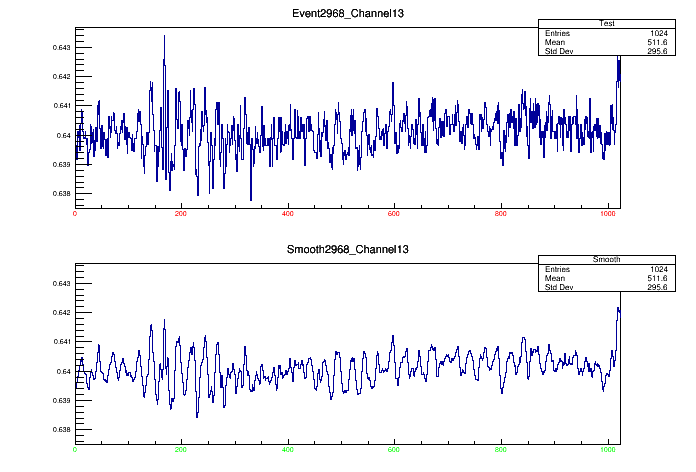 Event2968_Channel13
Test
Entries 1024
Mean 511.6
Std Dev 295.6
0.643
0.642
0.641
0.64
0.639
0.638
0 200 400 600 800 1000
Smooth2968_Channel13
Smooth
Entries 1024
Mean 511.6
Std Dev 295.6
0.643
0.642
0.641
0.64
0.639
0.638
0 200 400 600 800 1000